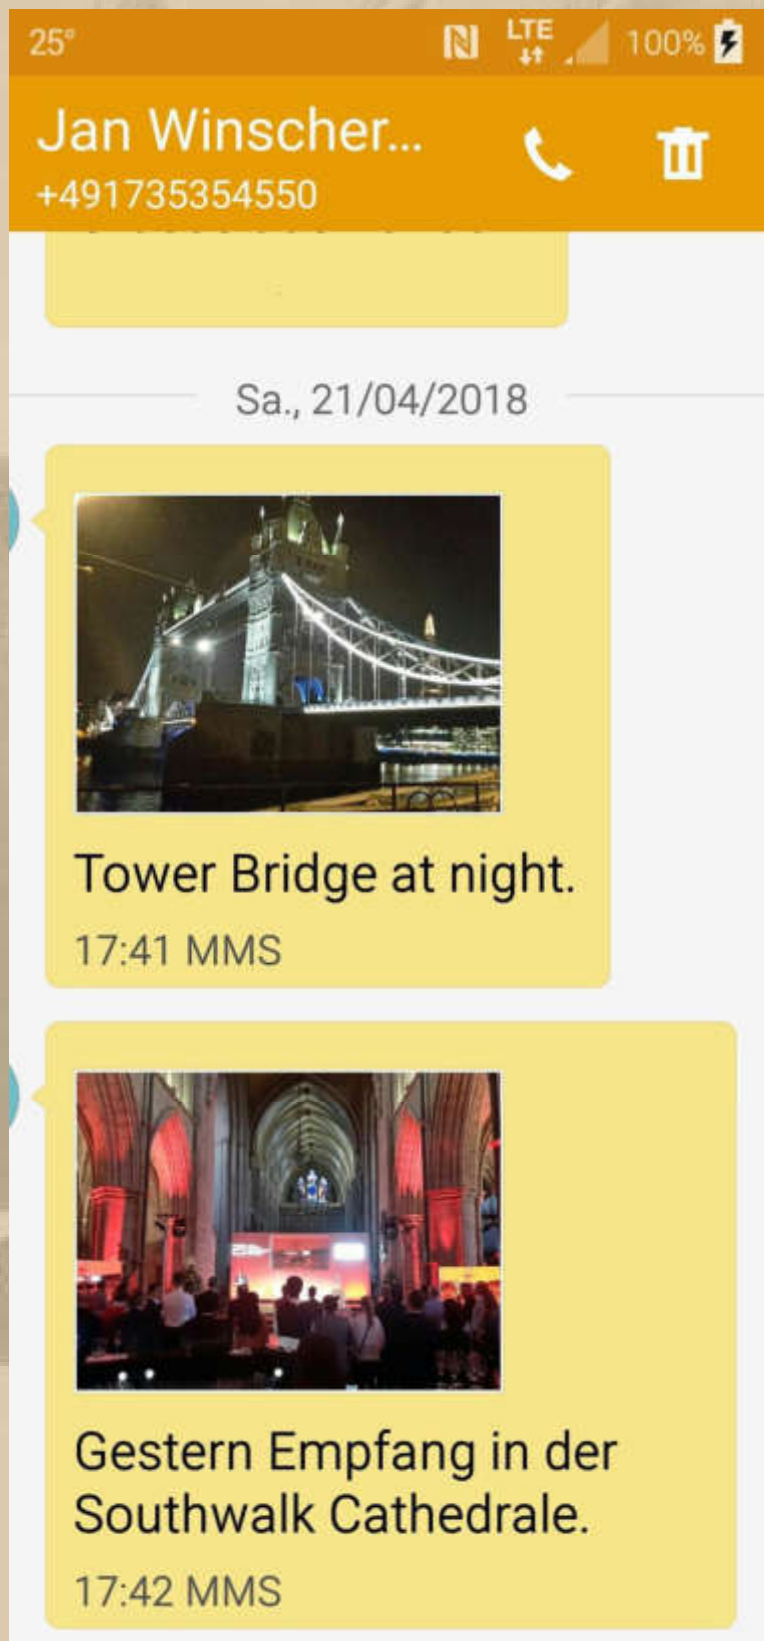 25°
LTE
100%
Jan Winscher...
+491735354550
Sa., 21/04/2018
Tower Bridge at night.
17:41 MMS
Gestern Empfang in der
Southwalk Cathedrale.
17:42 MMS